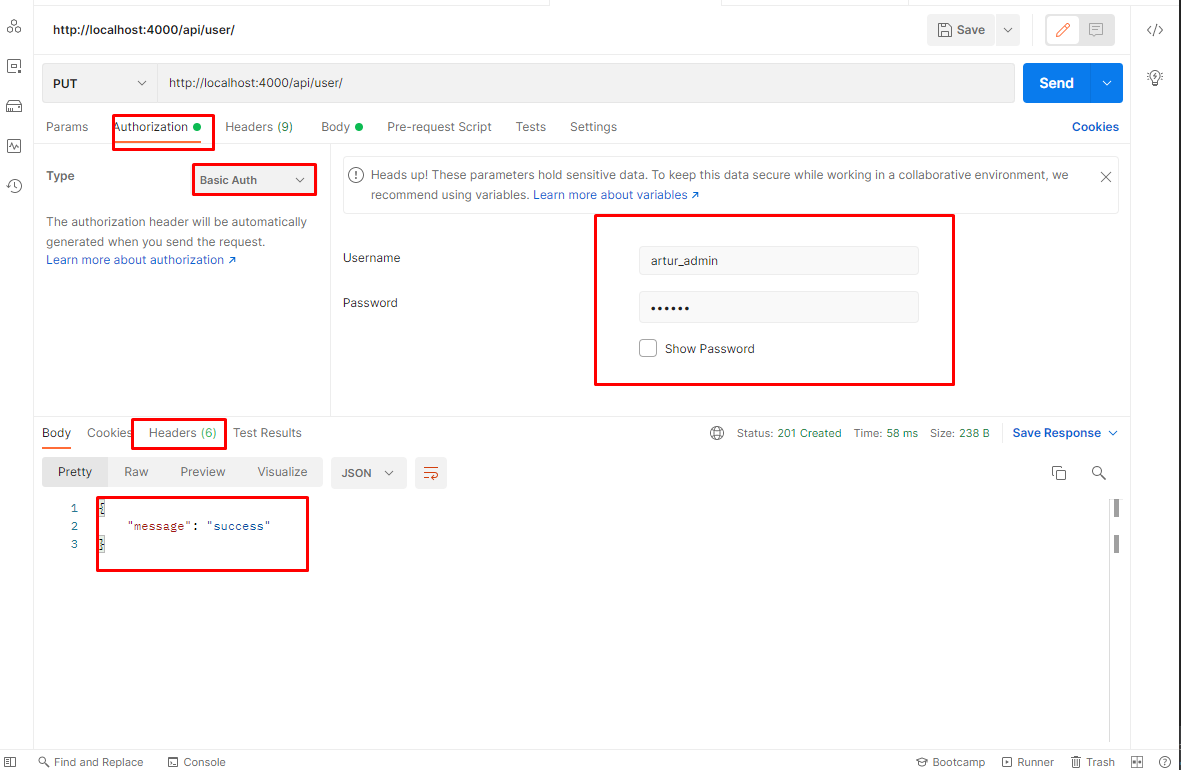 http://localhost:4000/api/user/
Save
PUT
http://localhost:4000/api/user/
Send
Params
Authorization
Headers (9)
Body
Pre-request Script
Tests
Settings
Cookies
Type
Basic Auth
The authorization header will be automatically
generated when you send the request.
Learn more about authorization ↗
Heads up! These parameters hold sensitive data. To keep this data secure while working in a collaborative environment, we
recommend using variables. Learn more about variables ↗
Username
artur_admin
Password
••••••
Show Password
Body
Cookies
Headers (6)
Test Results
Status: 201 Created
Time: 58 ms
Size: 238 B
Save Response
Pretty
Raw
Preview
Visualize
JSON
1 {
2 "message": "success"
3 }
Find and Replace
Console
Bootcamp
Runner
Trash